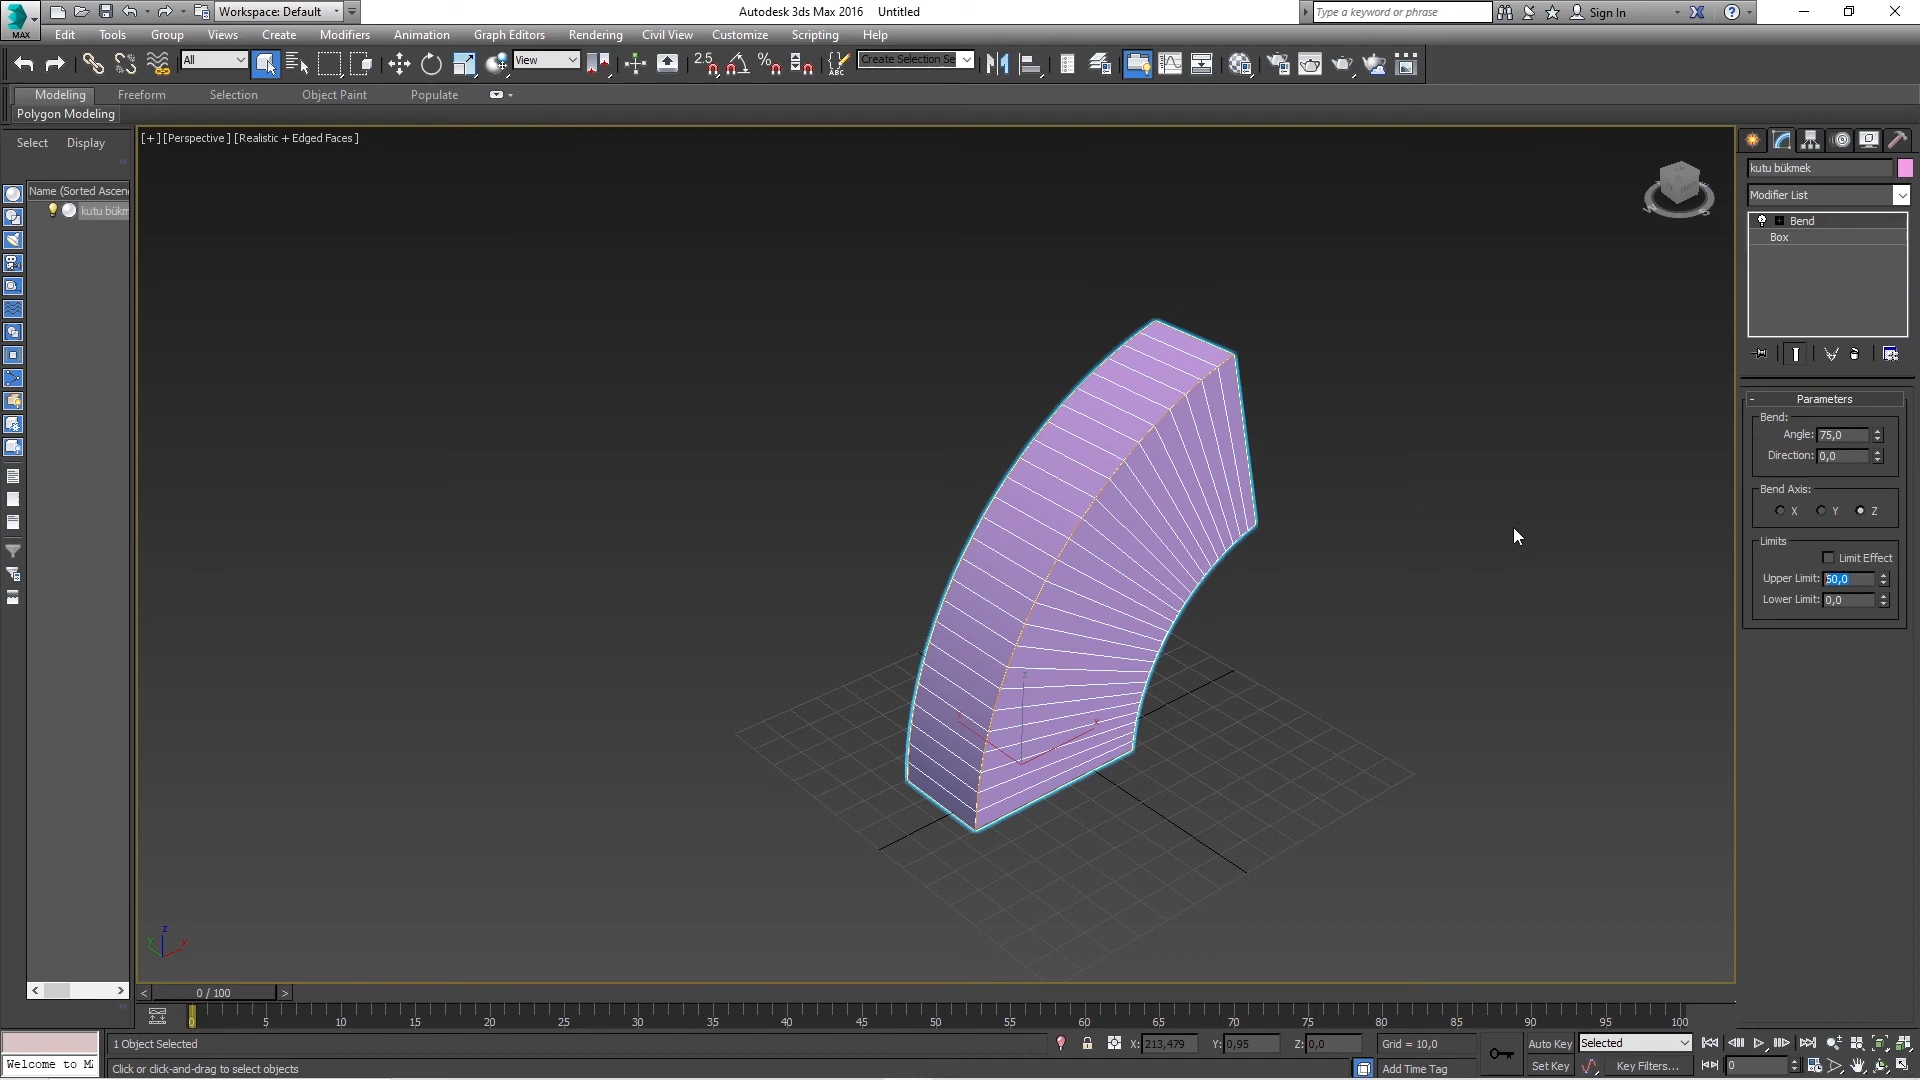 Workspace: Default
Autodesk 3ds Max 2016 Untitled
Type a keyword or phrase
Sign In
MAX
Edit Tools Group Views Create Modifiers Animation Graph Editors Rendering Civil View Customize Scripting Help
All
View
2.5
ABC
Create Selection Se
Modeling Freeform Selection Object Paint Populate
Polygon Modeling
Select Display
[+] [Perspective] [Realistic + Edged Faces]
Name (Sorted Ascen
kutu bükm
kutu bükmek
Modifier List
Bend
Box
Parameters
Bend:
Angle: 75,0
Direction: 0,0
Bend Axis:
X Y Z
Limits
Limit Effect
Upper Limit: 50,0
Lower Limit: 0,0
z
x
z
y x
0 / 100
0 5 10 15 20 25 30 35 40 45 50 55 60 65 70 75 80 85 90 95 100
1 Object Selected
X: 213,479 Y: 0,95 Z: 0,0 Grid = 10,0
Auto Key Selected
Welcome to M
Click or click-and-drag to select objects
Add Time Tag
Set Key Key Filters... 0